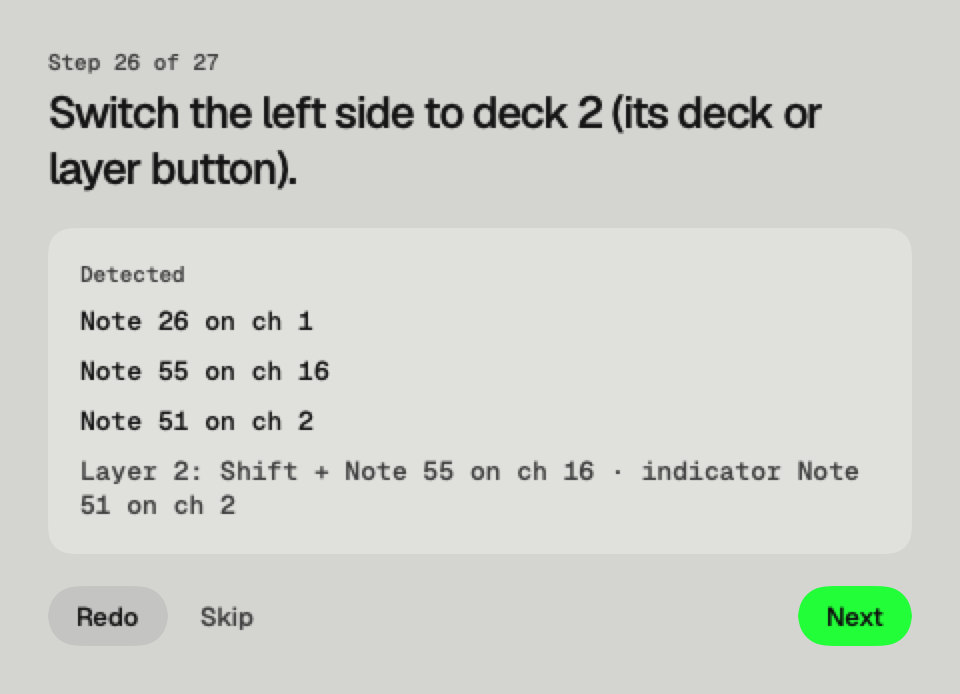 Step 26 of 27
Switch the left side to deck 2 (its deck or
layer button).
Detected
Note 26 on ch 1
Note 55 on ch 16
Note 51 on ch 2
Layer 2: Shift + Note 55 on ch 16 · indicator Note
51 on ch 2
Redo
Skip
Next